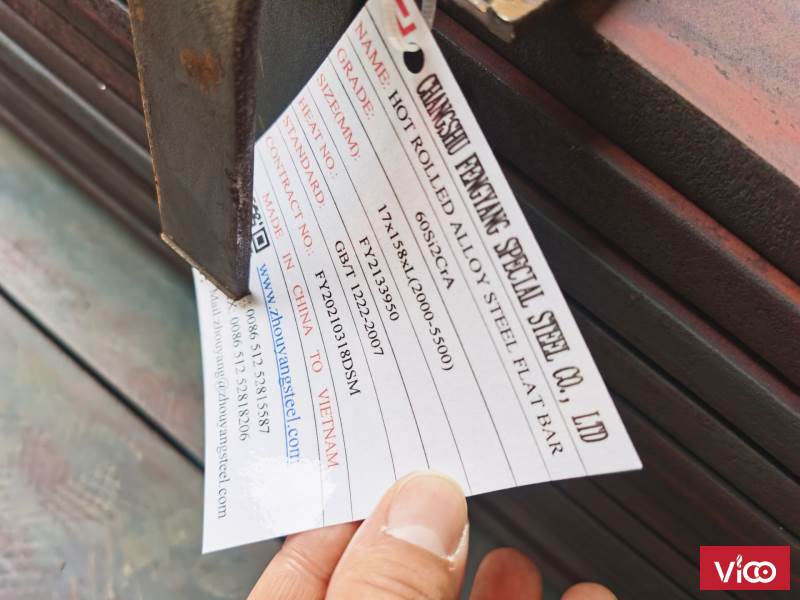 CHANGSHU FENGYANG SPECIAL STEEL CO., LTD
NAME: HOT ROLLED ALLOY STEEL FLAT BAR
GRADE: 60Si2CrA
SIZE(MM): 17x158xL(2000-5500)
HEAT NO.: FY2133950
STANDARD: GB/T 1222-2007
CONTRACT NO.: FY20210318DSM
MADE IN CHINA TO VIETNAM
www.zhouyangsteel.com
0086 512 52815587
0086 512 52818206
Mail:zhouyang@zhouyangsteel.com
ViCO